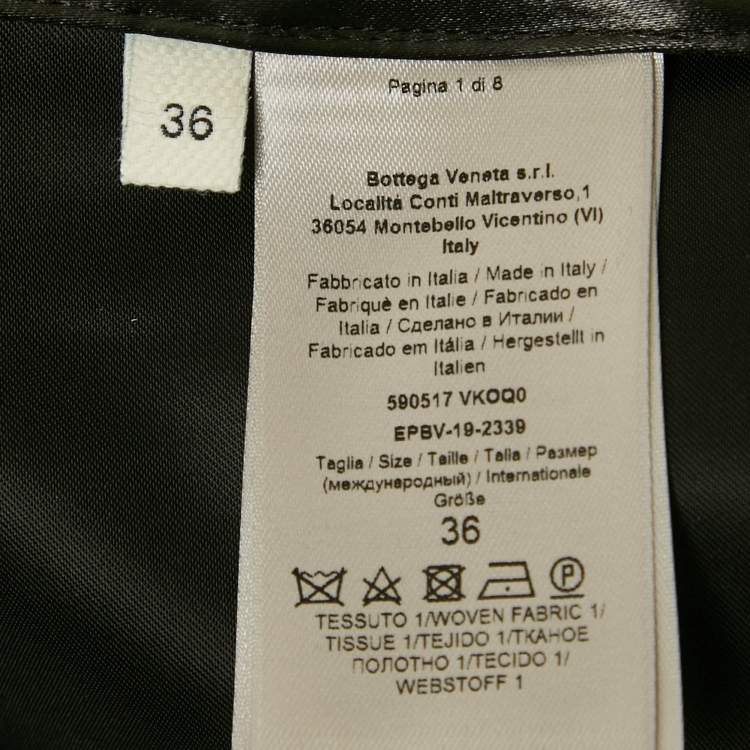 36
Pagina 1 di 8
Bottega Veneta s.r.l.
Località Conti Maltraverso,1
36054 Montebello Vicentino (VI)
Italy
Fabbricato in Italia / Made in Italy /
Fabriquè en Italie / Fabricado en
Italia / Сделано в Италии /
Fabricado em Itália / Hergestellt in
Italien
590517 VKOQ0
EPBV-19-2339
Taglia / Size / Taille / Talla / Размер
(международный) / Internationale
Größe
36
P
TESSUTO 1/WOVEN FABRIC 1/
TISSUE 1/TEJIDO 1/ТКАНОЕ
ПОЛОТНО 1/TECIDO 1/
WEBSTOFF 1